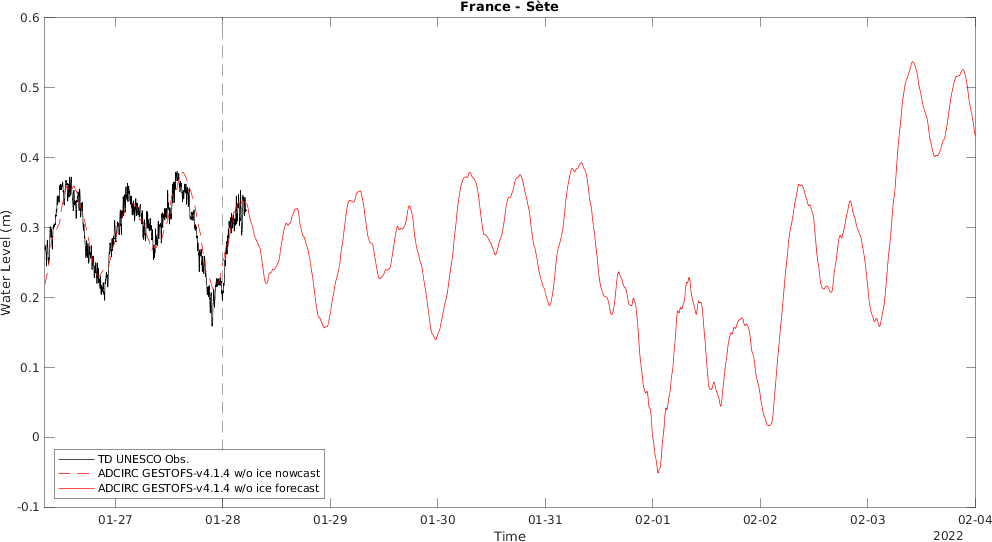 France - Sète
0.6
0.5
0.4
0.3
0.2
0.1
0
-0.1
Water Level (m)
TD UNESCO Obs.
ADCIRC GESTOFS-v4.1.4 w/o ice nowcast
ADCIRC GESTOFS-v4.1.4 w/o ice forecast
01-27 01-28 01-29 01-30 01-31 02-01 02-02 02-03 02-04
Time
2022